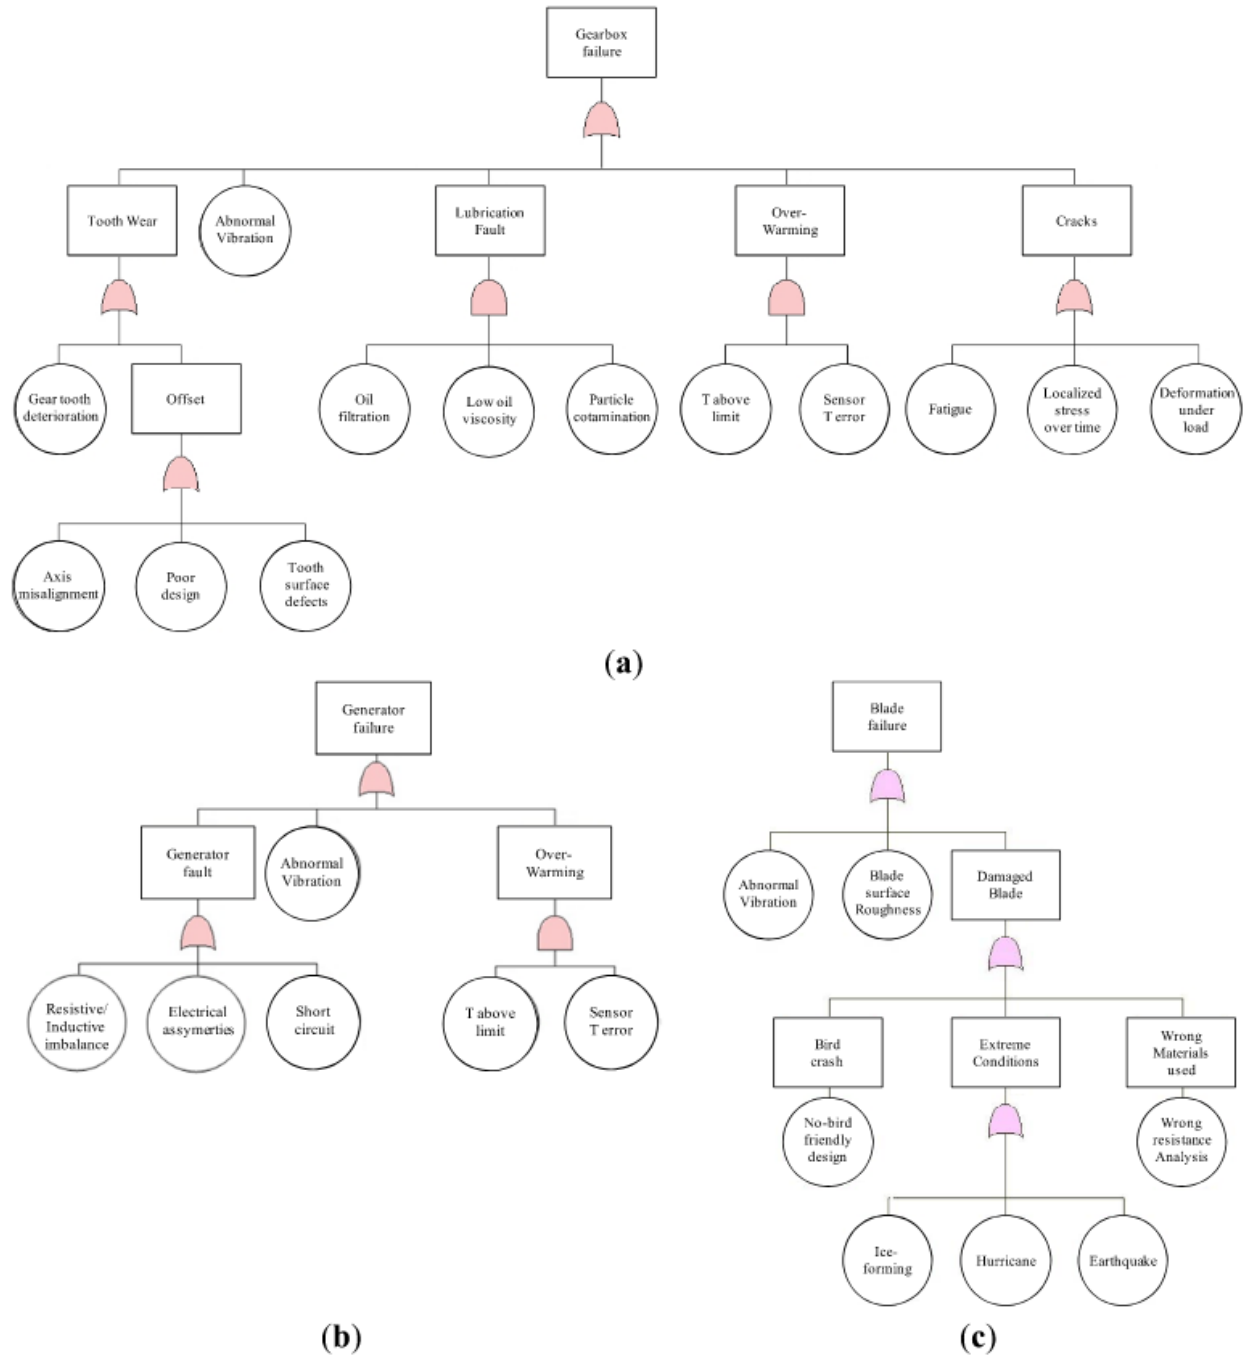 Gearbox
failure
Tooth Wear
Abnormal
Vibration
Lubrication
Fault
Over-
Warming
Cracks
Gear tooth
deterioration
Offset
Oil
filtration
Low oil
viscosity
Particle
cotamination
T above
limit
Sensor
T error
Fatigue
Localized
stress
over time
Deformation
under
load
Axis
misalignment
Poor
design
Tooth
surface
defects
(a)
Generator
failure
Generator
fault
Abnormal
Vibration
Over-
Warming
Resistive/
Inductive
imbalance
Electrical
assymerties
Short
circuit
T above
limit
Sensor
T error
(b)
Blade
failure
Abnormal
Vibration
Blade
surface
Roughness
Damaged
Blade
Bird
crash
Extreme
Conditions
Wrong
Materials
used
No-bird
friendly
design
Wrong
resistance
Analysis
Ice-
forming
Hurricane
Earthquake
(c)